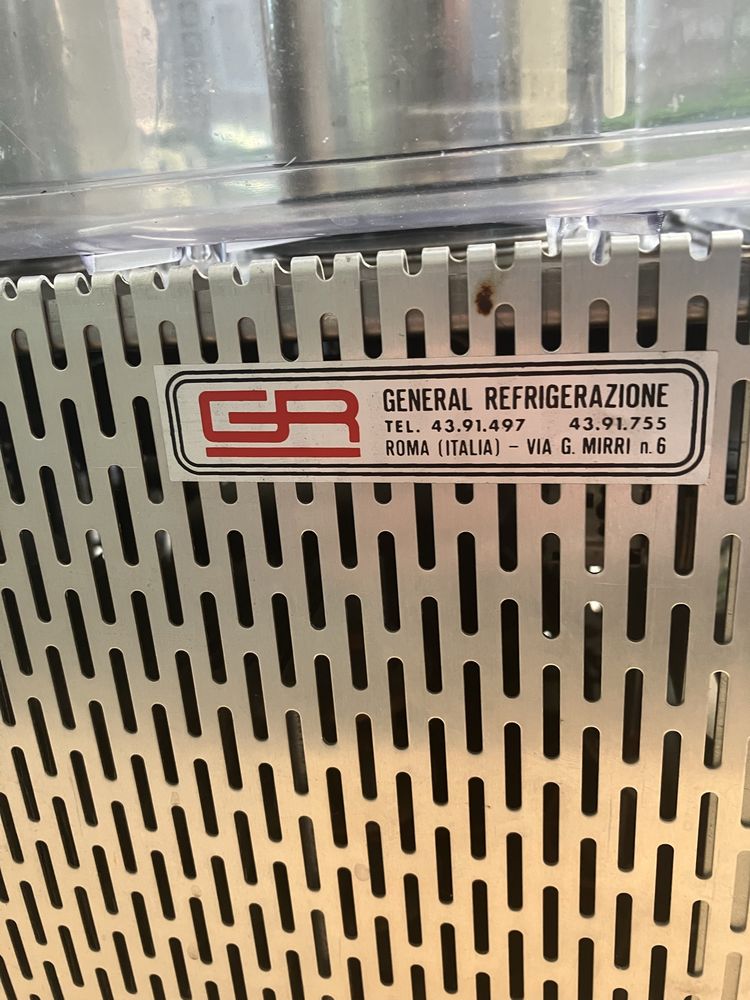 GR
GENERAL REFRIGERAZIONE
TEL. 43.91.497 43.91.755
ROMA (ITALIA) – VIA G. MIRRI n. 6